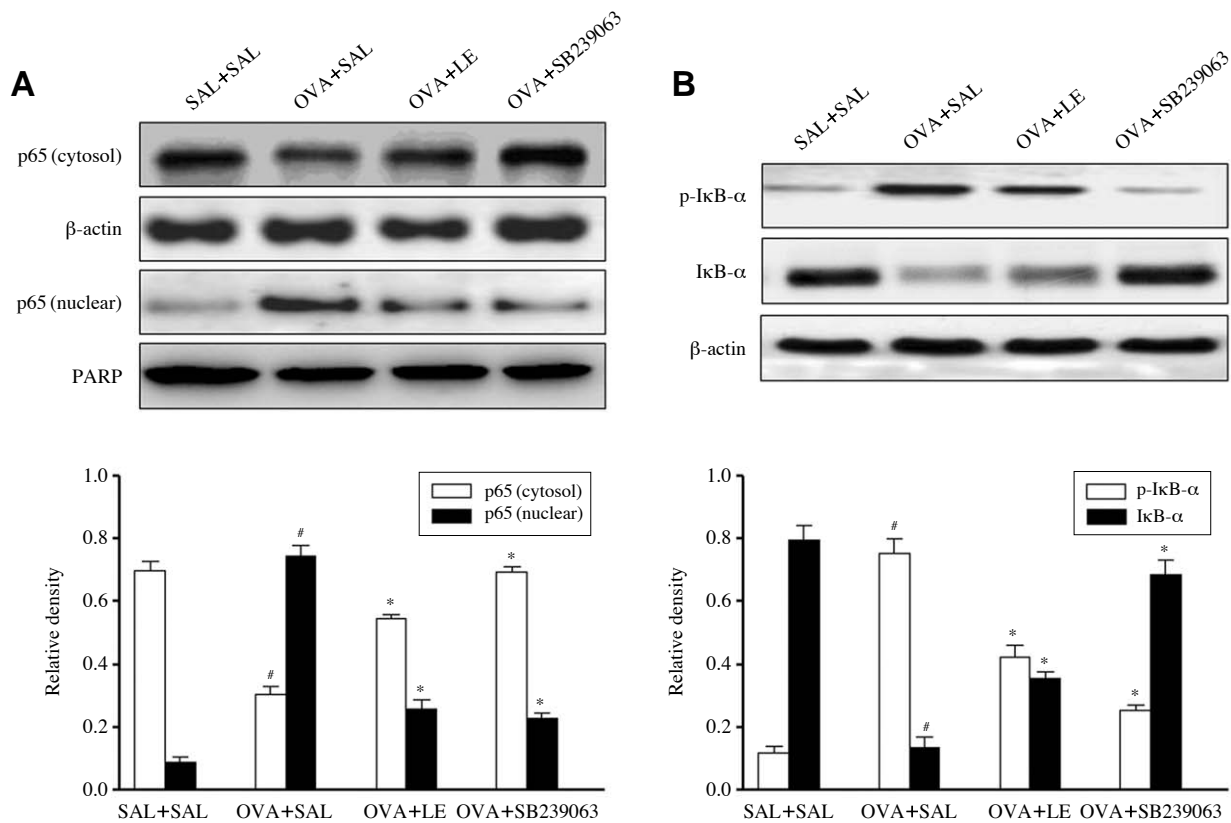 A
SAL+SAL
OVA+SAL
OVA+LE
OVA+SB239063
p65 (cytosol)
β-actin
p65 (nuclear)
PARP
1.0
0.8
0.6
0.4
0.2
0.0
Relative density
p65 (cytosol)
p65 (nuclear)
#
#
*
*
*
*
SAL+SAL
OVA+SAL
OVA+LE
OVA+SB239063
B
SAL+SAL
OVA+SAL
OVA+LE
OVA+SB239063
p-IκB-α
IκB-α
β-actin
1.0
0.8
0.6
0.4
0.2
0.0
Relative density
p-IκB-α
IκB-α
#
#
*
*
*
*
SAL+SAL
OVA+SAL
OVA+LE
OVA+SB239063